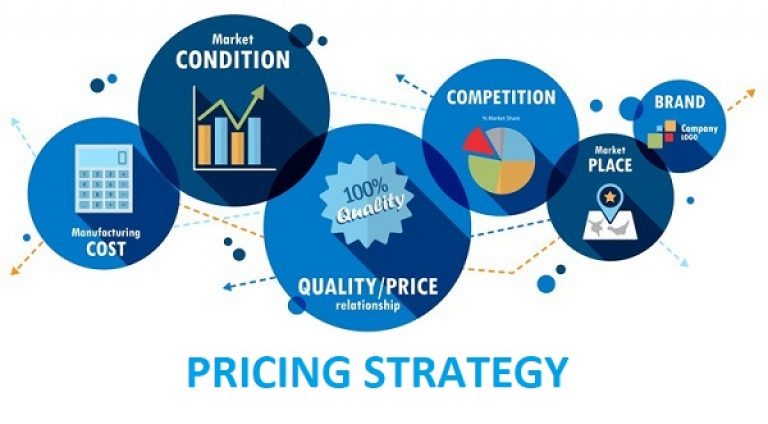 Manufacturing
COST
Market
CONDITION
100%
Quality
QUALITY/PRICE
relationship
COMPETITION
% Market Share
Market
PLACE
BRAND
Company
LOGO
PRICING STRATEGY